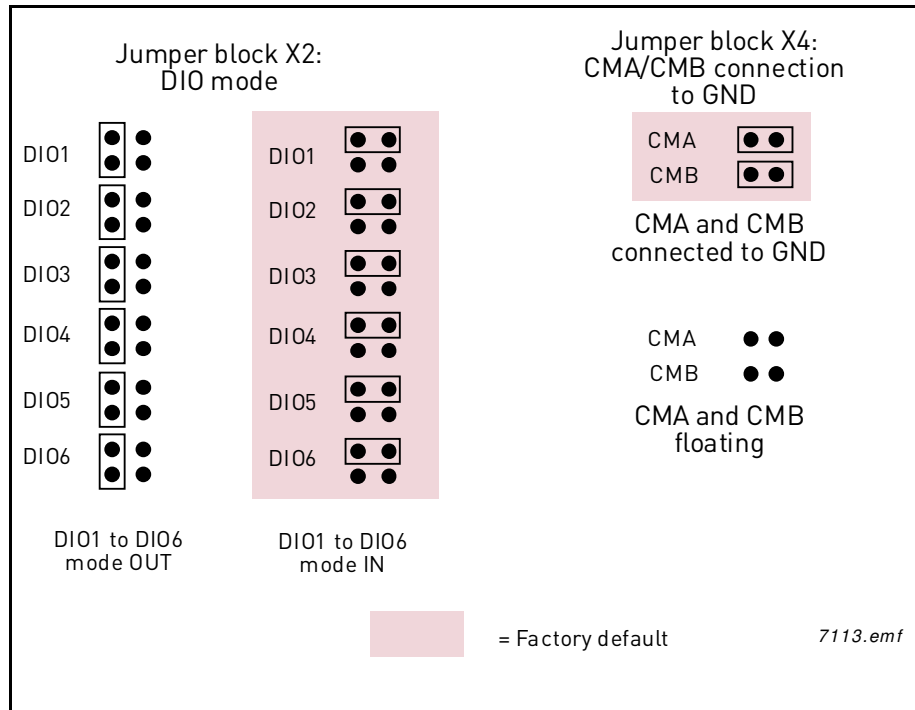 Jumper block X2:
DIO mode
DIO1
DIO2
DIO3
DIO4
DIO5
DIO6
DIO1 to DIO6
mode OUT
DIO1
DIO2
DIO3
DIO4
DIO5
DIO6
DIO1 to DIO6
mode IN
Jumper block X4:
CMA/CMB connection
to GND
CMA
CMB
CMA and CMB
connected to GND
CMA
CMB
CMA and CMB
floating
= Factory default
7113.emf